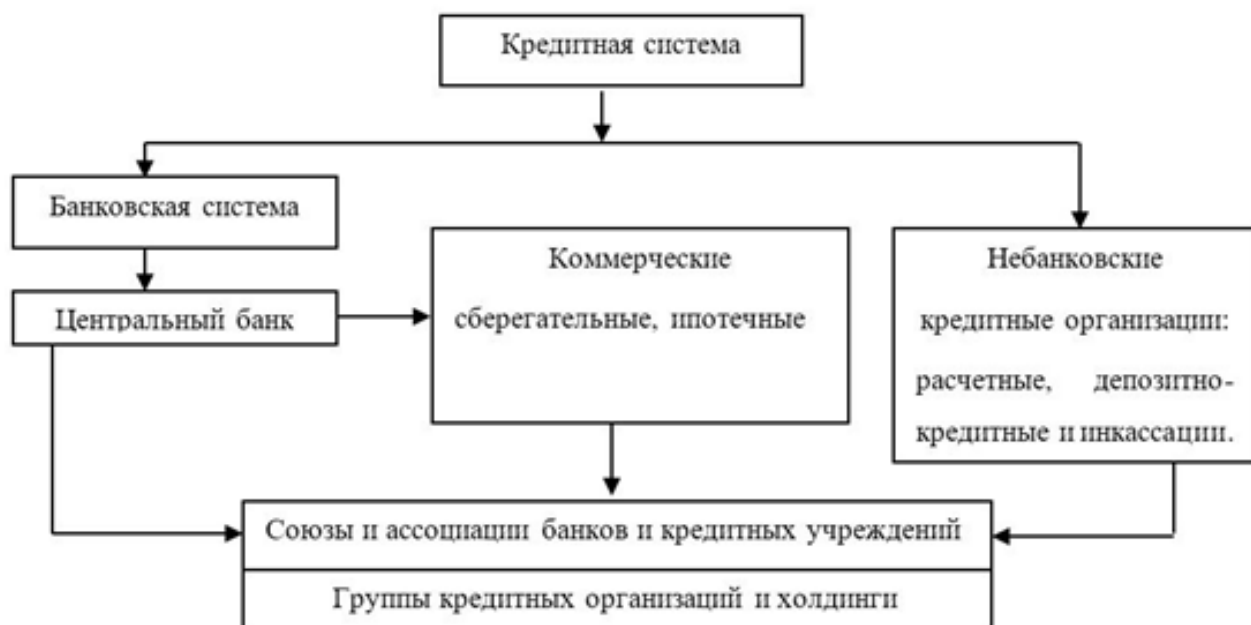 Кредитная система
Банковская система
Центральный банк
Коммерческие
сберегательные, ипотечные
Небанковские
кредитные организации:
расчетные, депозитно-
кредитные и инкассации.
Союзы и ассоциации банков и кредитных учреждений
Группы кредитных организаций и холдинги